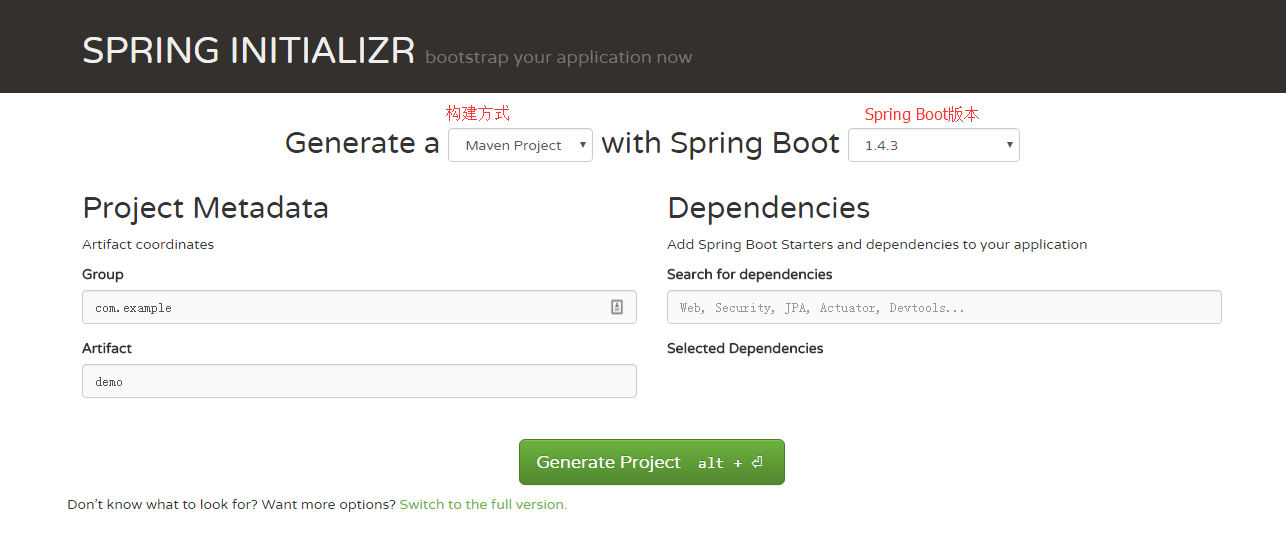 SPRING INITIALIZR bootstrap your application now
构建方式
Spring Boot版本
Generate a Maven Project with Spring Boot 1.4.3
Project Metadata
Artifact coordinates
Group
com.example
Artifact
demo
Dependencies
Add Spring Boot Starters and dependencies to your application
Search for dependencies
Web, Security, JPA, Actuator, Devtools...
Selected Dependencies
Generate Project alt + ⏎
Don't know what to look for? Want more options? Switch to the full version.